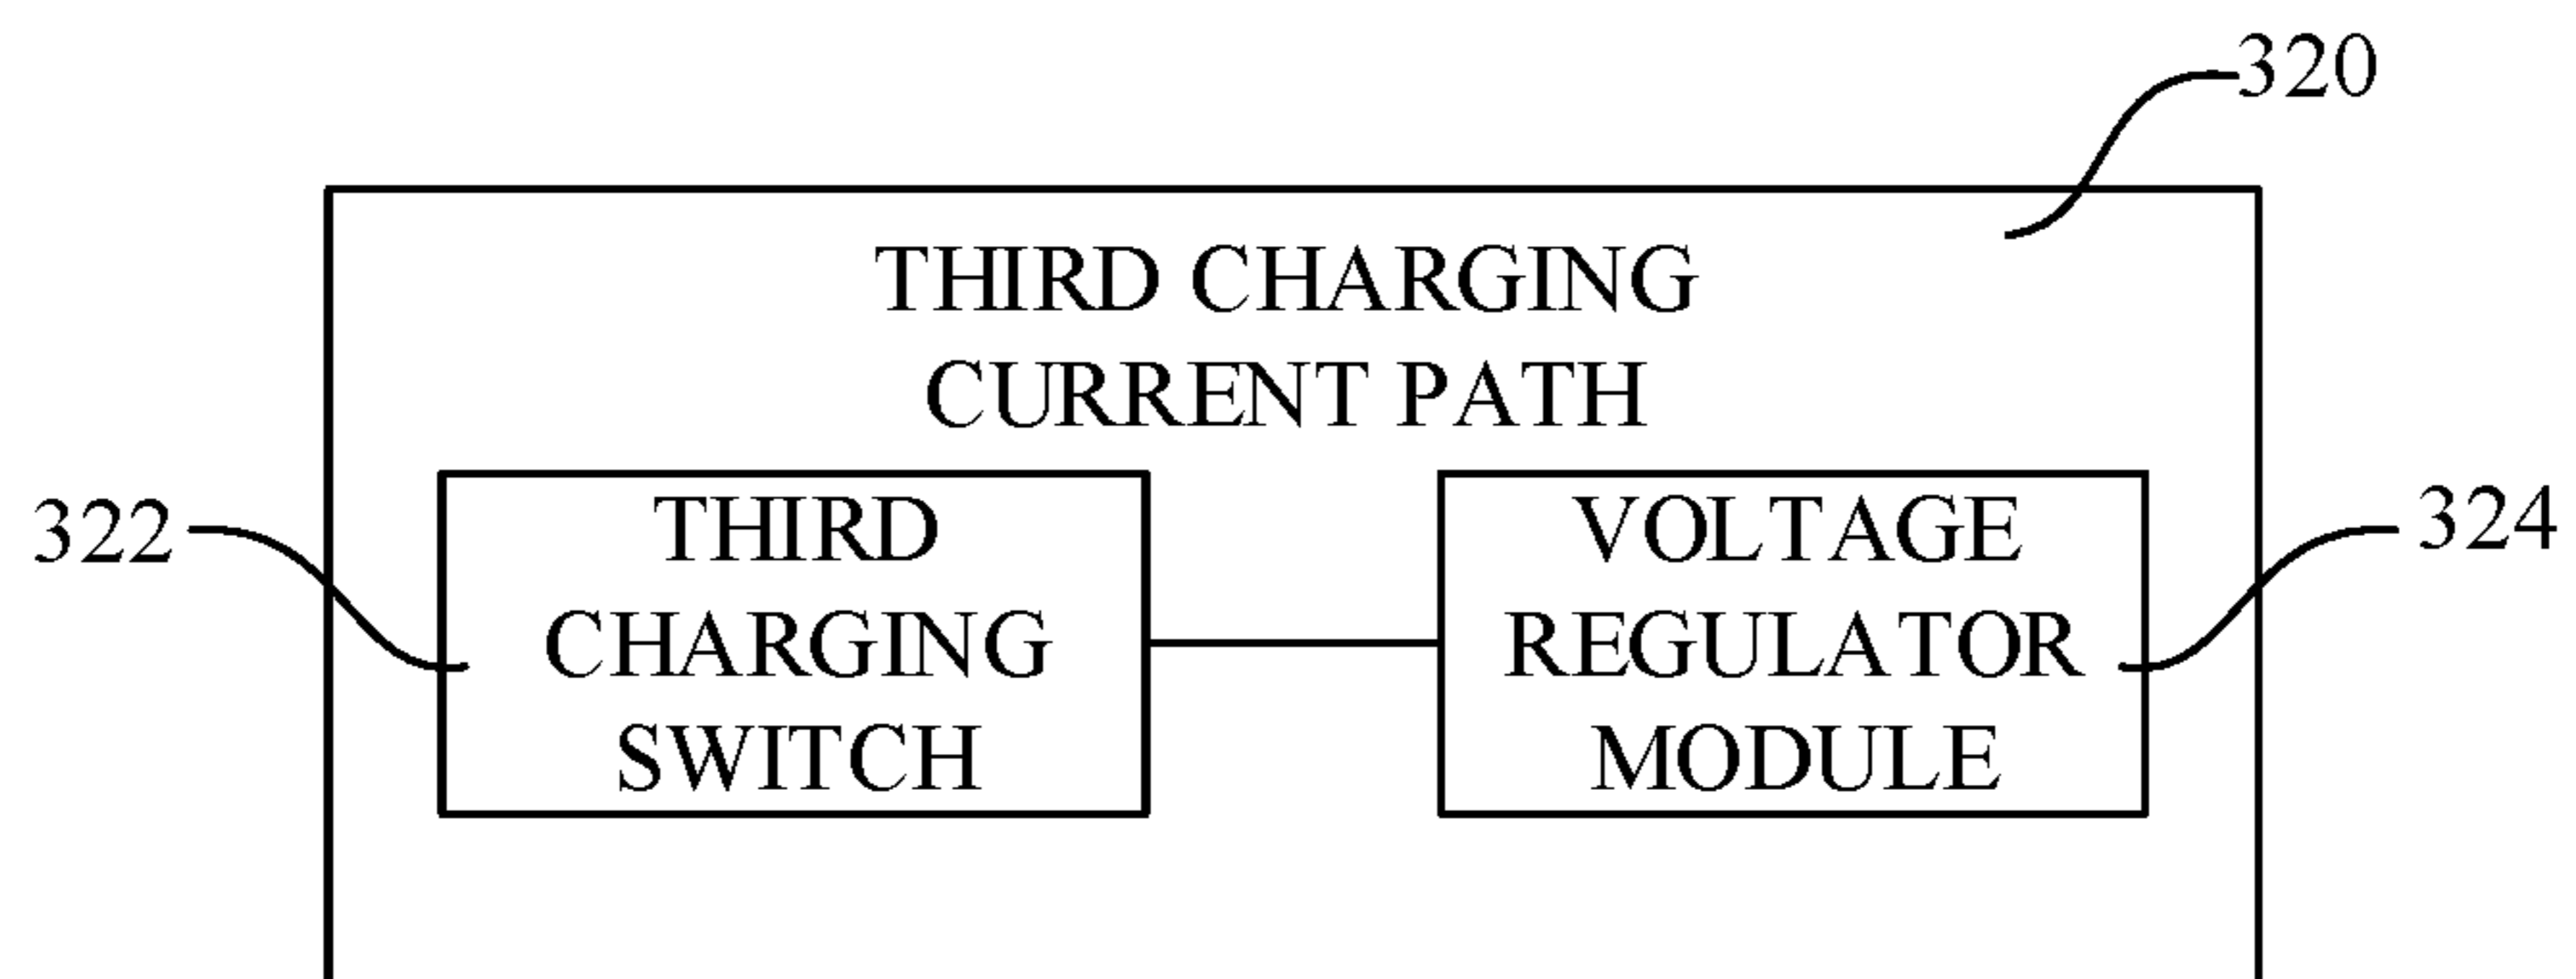 320
THIRD CHARGING
CURRENT PATH
322
THIRD
CHARGING
SWITCH
VOLTAGE
REGULATOR
MODULE
324